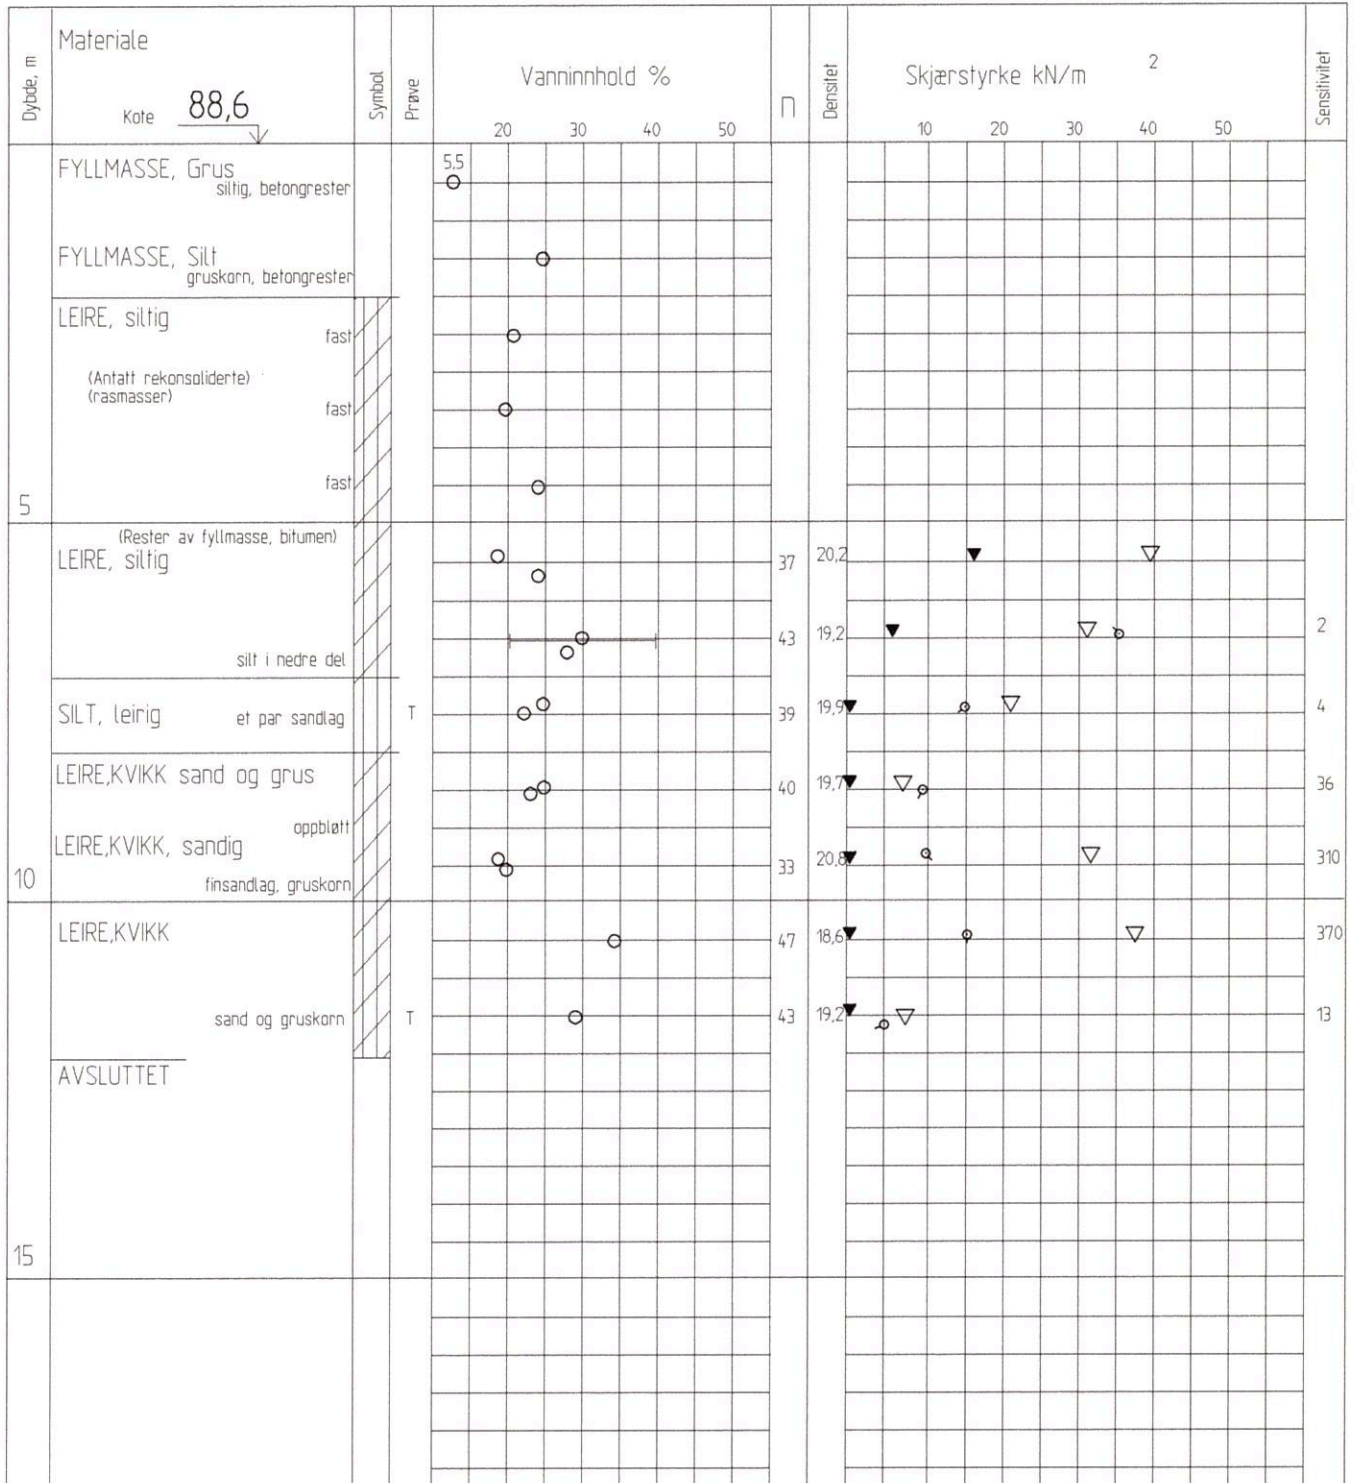 Dybde, m
Materiale
Kote 88,6
Symbol
Prøve
Vanninnhold %
20 30 40 50
n
Densitet
Skjærstyrke kN/m 2
10 20 30 40 50
Sensitivitet
FYLLMASSE, Grus
siltig, betongrester
5,5
FYLLMASSE, Silt
gruskorn, betongrester
LEIRE, siltig
fast
(Antatt rekonsoliderte)
(rasmasser)
fast
fast
5
(Rester av fyllmasse, bitumen)
LEIRE, siltig
37 20,2
43 19,2 2
silt i nedre del
SILT, leirig et par sandlag T 39 19,9 4
LEIRE,KVIKK sand og grus
40 19,7 36
oppbløtt
LEIRE,KVIKK, sandig
33 20,8 310
10
finsandlag, gruskorn
LEIRE,KVIKK 47 18,6 370
sand og gruskorn T 43 19,2 13
AVSLUTTET
15